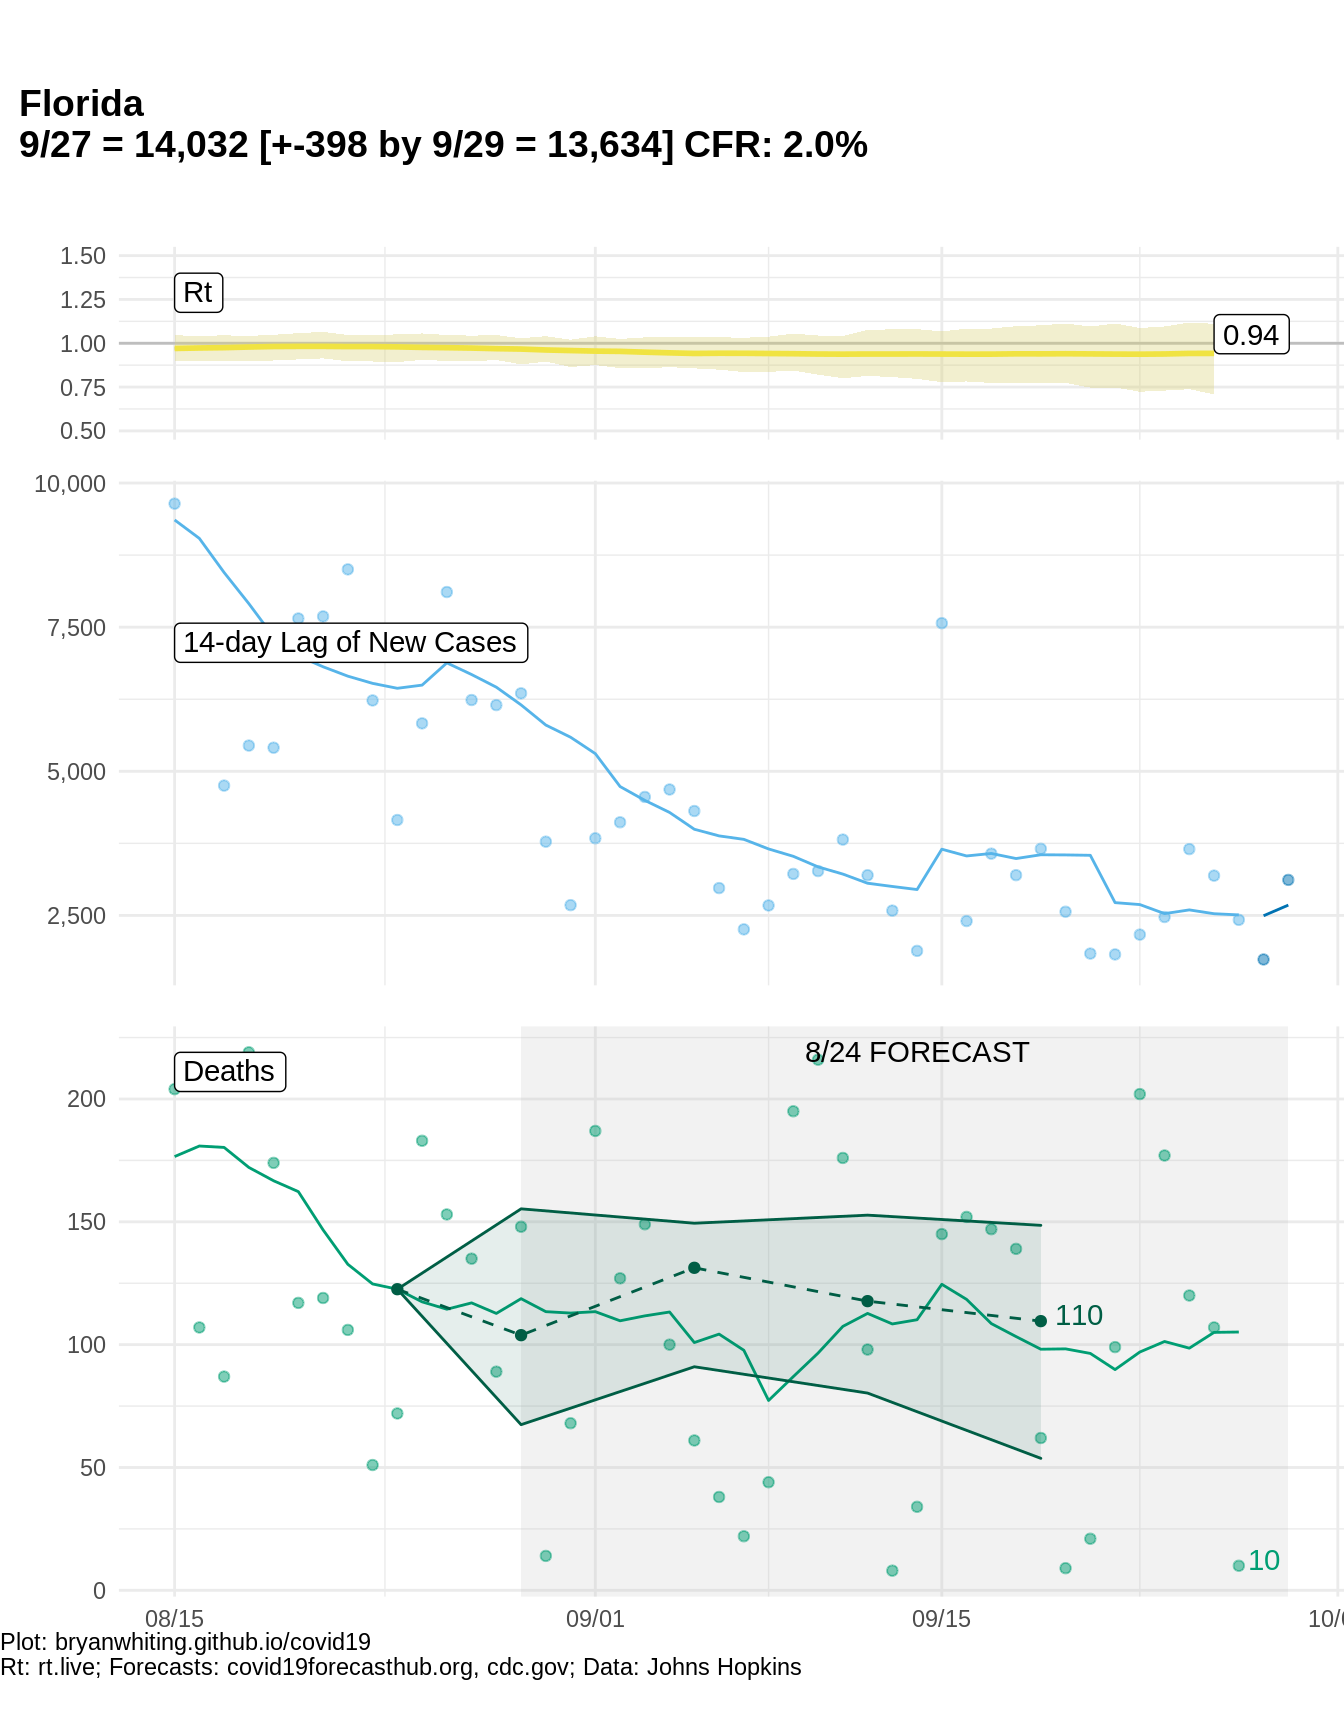 Florida
9/27 = 14,032 [+-398 by 9/29 = 13,634] CFR: 2.0%
1.50
1.25
1.00
0.75
0.50
Rt
0.94
10,000
7,500
5,000
2,500
14-day Lag of New Cases
200
150
100
50
0
Deaths
8/24 FORECAST
110
10
08/15
09/01
09/15
Plot: bryanwhiting.github.io/covid19
Rt: rt.live; Forecasts: covid19forecasthub.org, cdc.gov; Data: Johns Hopkins